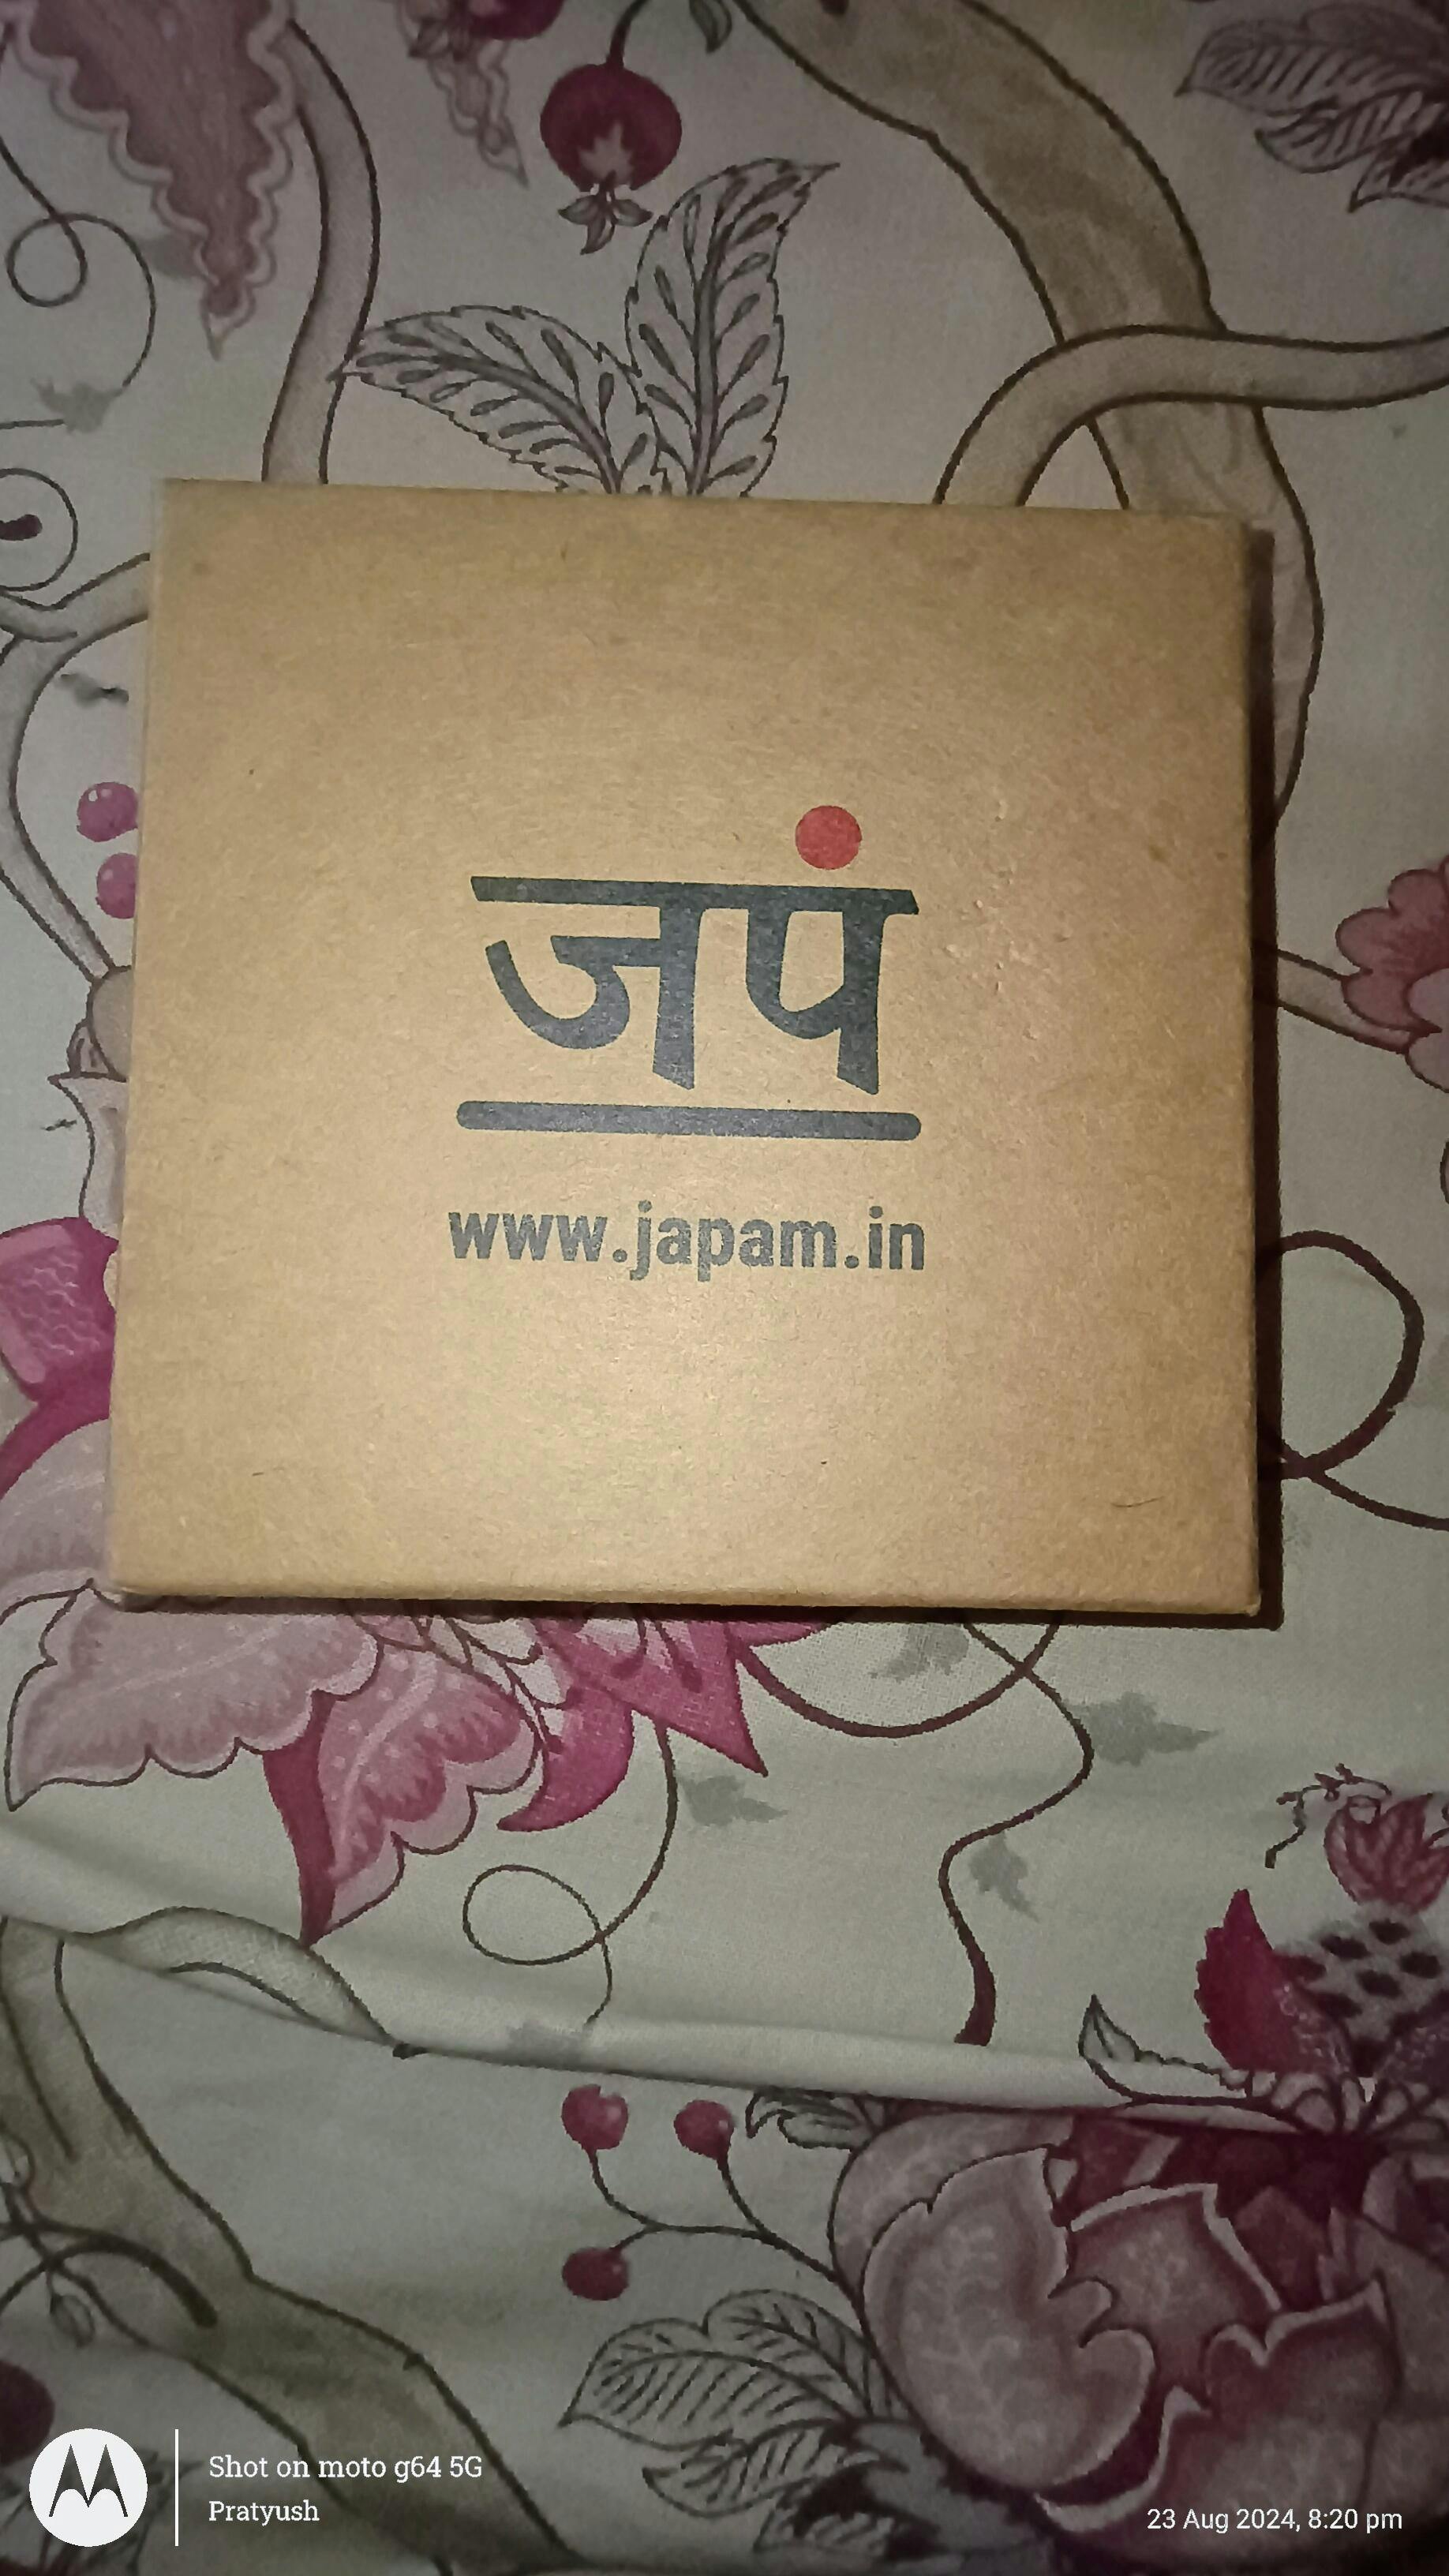 जपं
www.japam.in
Shot on moto g64 5G
Pratyush
23 Aug 2024, 8:20 pm